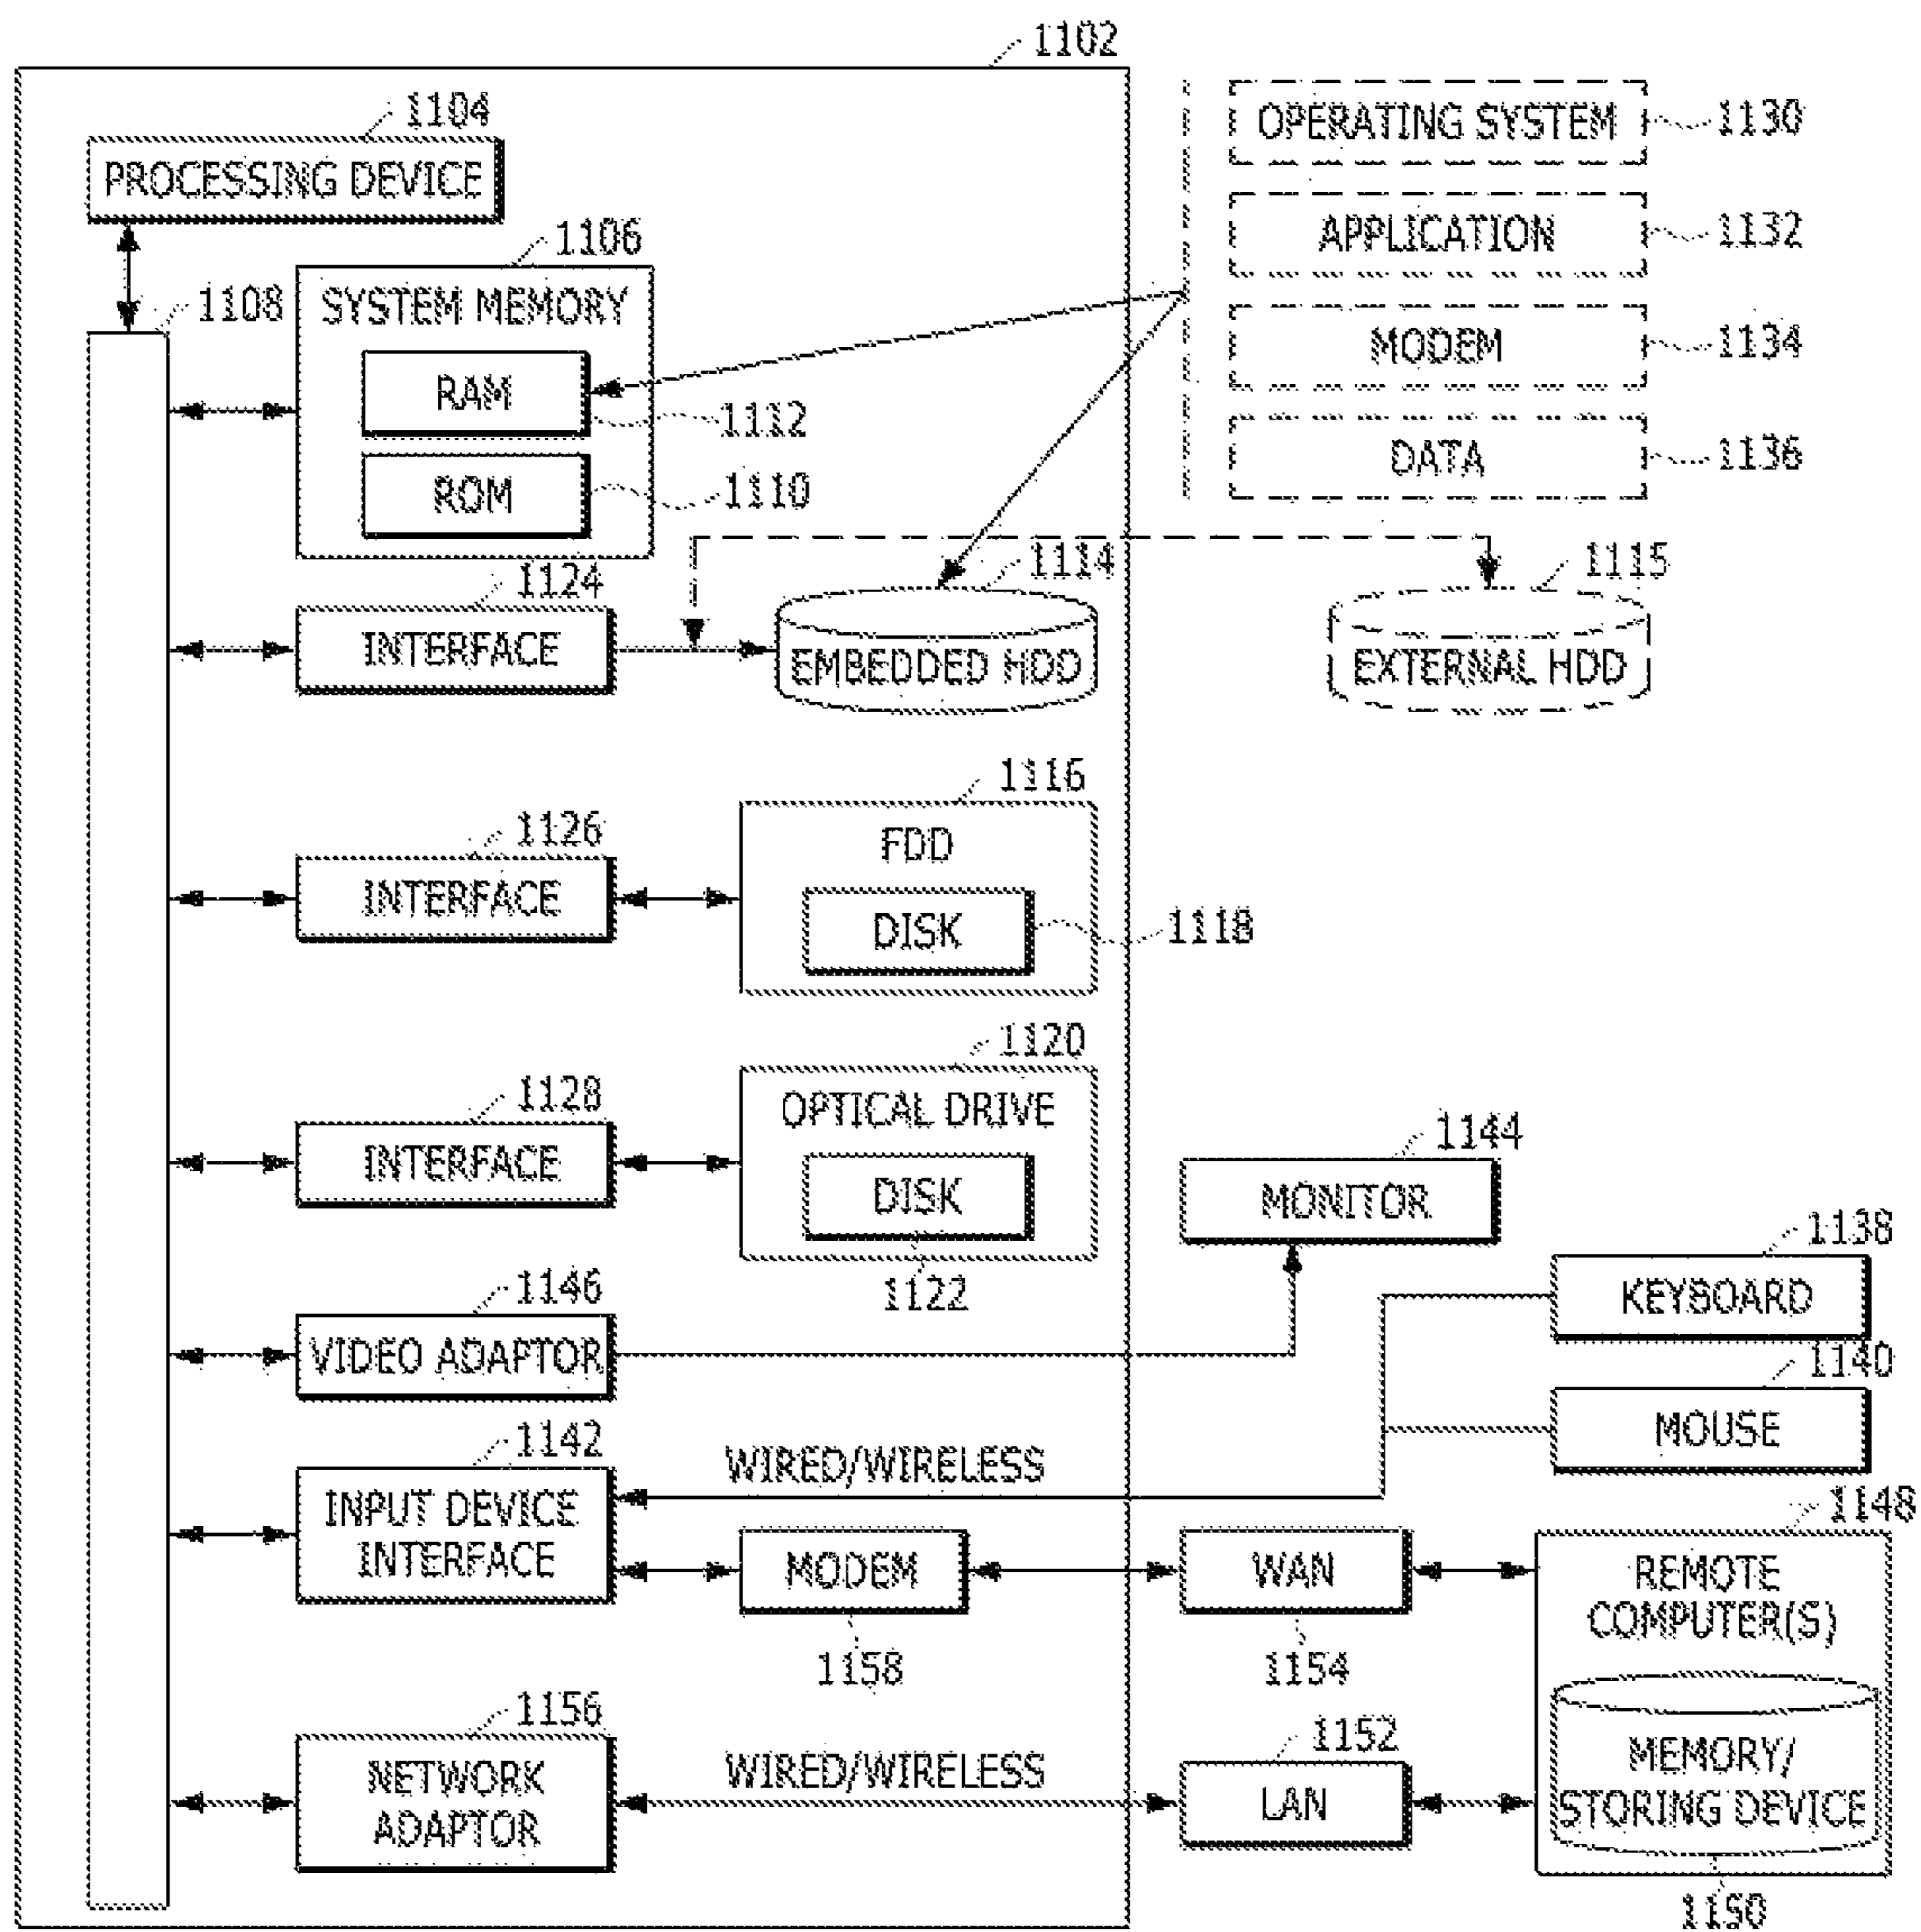 1102
1104
PROCESSING DEVICE
1106
SYSTEM MEMORY
1108
RAM
1112
ROM
1110
OPERATING SYSTEM
1130
APPLICATION
1132
MODEM
1134
DATA
1136
1124
INTERFACE
1114
EMBEDDED HDD
1115
EXTERNAL HDD
1126
INTERFACE
1116
FDD
DISK
1118
1128
INTERFACE
1120
OPTICAL DRIVE
DISK
1122
1144
MONITOR
1138
KEYBOARD
1146
VIDEO ADAPTOR
1140
MOUSE
1142
INPUT DEVICE
INTERFACE
WIRED/WIRELESS
MODEM
1158
WAN
1154
1148
REMOTE
COMPUTER(S)
MEMORY/
STORING DEVICE
1150
1156
NETWORK
ADAPTOR
WIRED/WIRELESS
1152
LAN